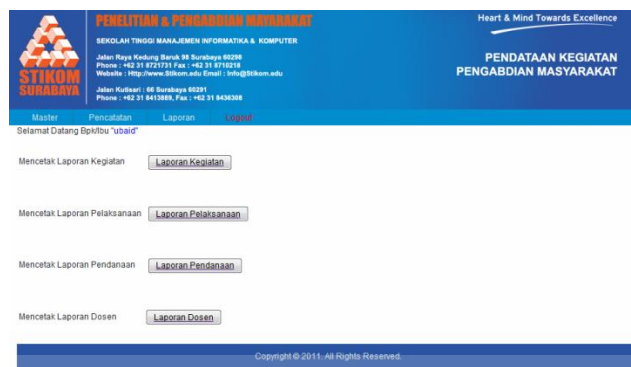 PENELITIAN & PENGABDIAN MAYARAKAT
SEKOLAH TINGGI MANAJEMEN INFORMATIKA & KOMPUTER
Jalan Raya Kedung Baruk 98 Surabaya 60298
Phone : +62 31 8721731 Fax : +62 31 8710218
Website : Http://www.Stikom.edu Email : Info@Stikom.edu
Jalan Kutisari : 66 Surabaya 60291
Phone : +62 31 8413889, Fax : +62 31 8436308
STIKOM
SURABAYA
Heart & Mind Towards Excellence
PENDATAAN KEGIATAN
PENGABDIAN MASYARAKAT
Master Pencatatan Laporan Logout
Selamat Datang Bpk/Ibu "ubaid"
Mencetak Laporan Kegiatan Laporan Kegiatan
Mencetak Laporan Pelaksanaan Laporan Pelaksanaan
Mencetak Laporan Pendanaan Laporan Pendanaan
Mencetak Laporan Dosen Laporan Dosen
Copyright © 2011. All Rights Reserved.